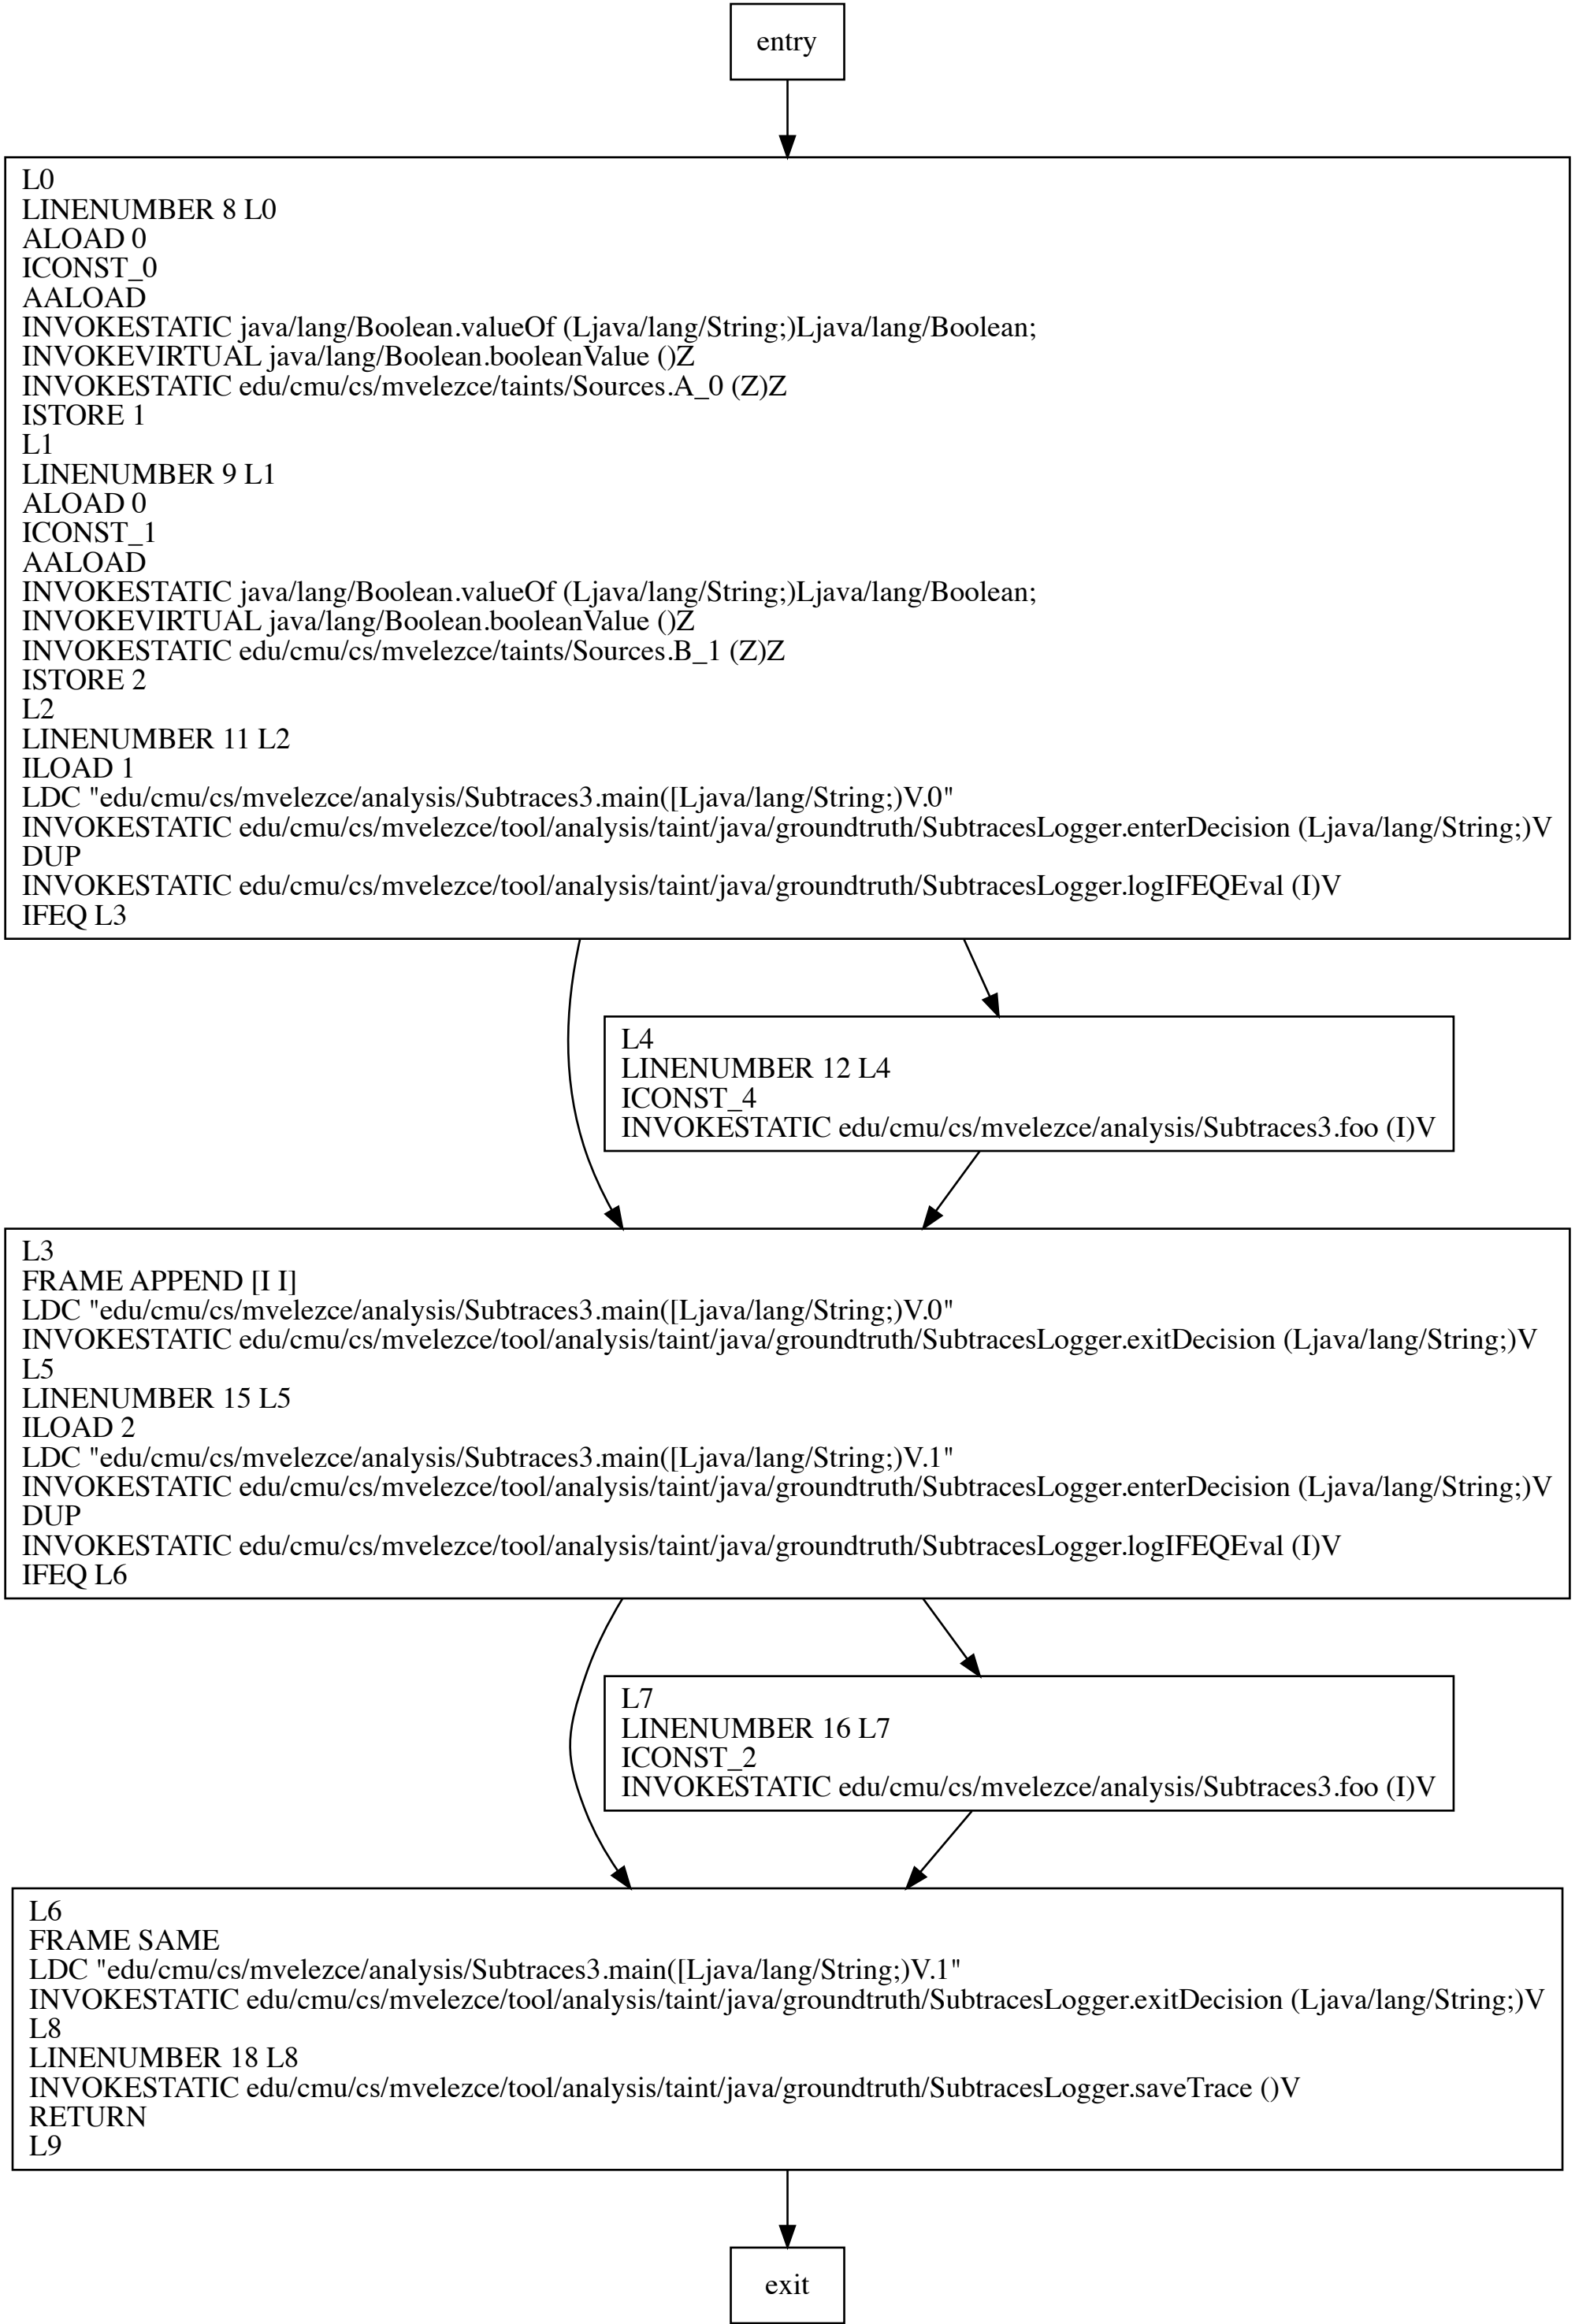 entry
L0
LINENUMBER 8 L0
ALOAD 0
ICONST_0
AALOAD
INVOKESTATIC java/lang/Boolean.valueOf (Ljava/lang/String;)Ljava/lang/Boolean;
INVOKEVIRTUAL java/lang/Boolean.booleanValue ()Z
INVOKESTATIC edu/cmu/cs/mvelezce/taints/Sources.A_0 (Z)Z
ISTORE 1
L1
LINENUMBER 9 L1
ALOAD 0
ICONST_1
AALOAD
INVOKESTATIC java/lang/Boolean.valueOf (Ljava/lang/String;)Ljava/lang/Boolean;
INVOKEVIRTUAL java/lang/Boolean.booleanValue ()Z
INVOKESTATIC edu/cmu/cs/mvelezce/taints/Sources.B_1 (Z)Z
ISTORE 2
L2
LINENUMBER 11 L2
ILOAD 1
LDC "edu/cmu/cs/mvelezce/analysis/Subtraces3.main([Ljava/lang/String;)V.0"
INVOKESTATIC edu/cmu/cs/mvelezce/tool/analysis/taint/java/groundtruth/SubtracesLogger.enterDecision (Ljava/lang/String;)V
DUP
INVOKESTATIC edu/cmu/cs/mvelezce/tool/analysis/taint/java/groundtruth/SubtracesLogger.logIFEQEval (I)V
IFEQ L3
L4
LINENUMBER 12 L4
ICONST_4
INVOKESTATIC edu/cmu/cs/mvelezce/analysis/Subtraces3.foo (I)V
L3
FRAME APPEND [I I]
LDC "edu/cmu/cs/mvelezce/analysis/Subtraces3.main([Ljava/lang/String;)V.0"
INVOKESTATIC edu/cmu/cs/mvelezce/tool/analysis/taint/java/groundtruth/SubtracesLogger.exitDecision (Ljava/lang/String;)V
L5
LINENUMBER 15 L5
ILOAD 2
LDC "edu/cmu/cs/mvelezce/analysis/Subtraces3.main([Ljava/lang/String;)V.1"
INVOKESTATIC edu/cmu/cs/mvelezce/tool/analysis/taint/java/groundtruth/SubtracesLogger.enterDecision (Ljava/lang/String;)V
DUP
INVOKESTATIC edu/cmu/cs/mvelezce/tool/analysis/taint/java/groundtruth/SubtracesLogger.logIFEQEval (I)V
IFEQ L6
L7
LINENUMBER 16 L7
ICONST_2
INVOKESTATIC edu/cmu/cs/mvelezce/analysis/Subtraces3.foo (I)V
L6
FRAME SAME
LDC "edu/cmu/cs/mvelezce/analysis/Subtraces3.main([Ljava/lang/String;)V.1"
INVOKESTATIC edu/cmu/cs/mvelezce/tool/analysis/taint/java/groundtruth/SubtracesLogger.exitDecision (Ljava/lang/String;)V
L8
LINENUMBER 18 L8
INVOKESTATIC edu/cmu/cs/mvelezce/tool/analysis/taint/java/groundtruth/SubtracesLogger.saveTrace ()V
RETURN
L9
exit